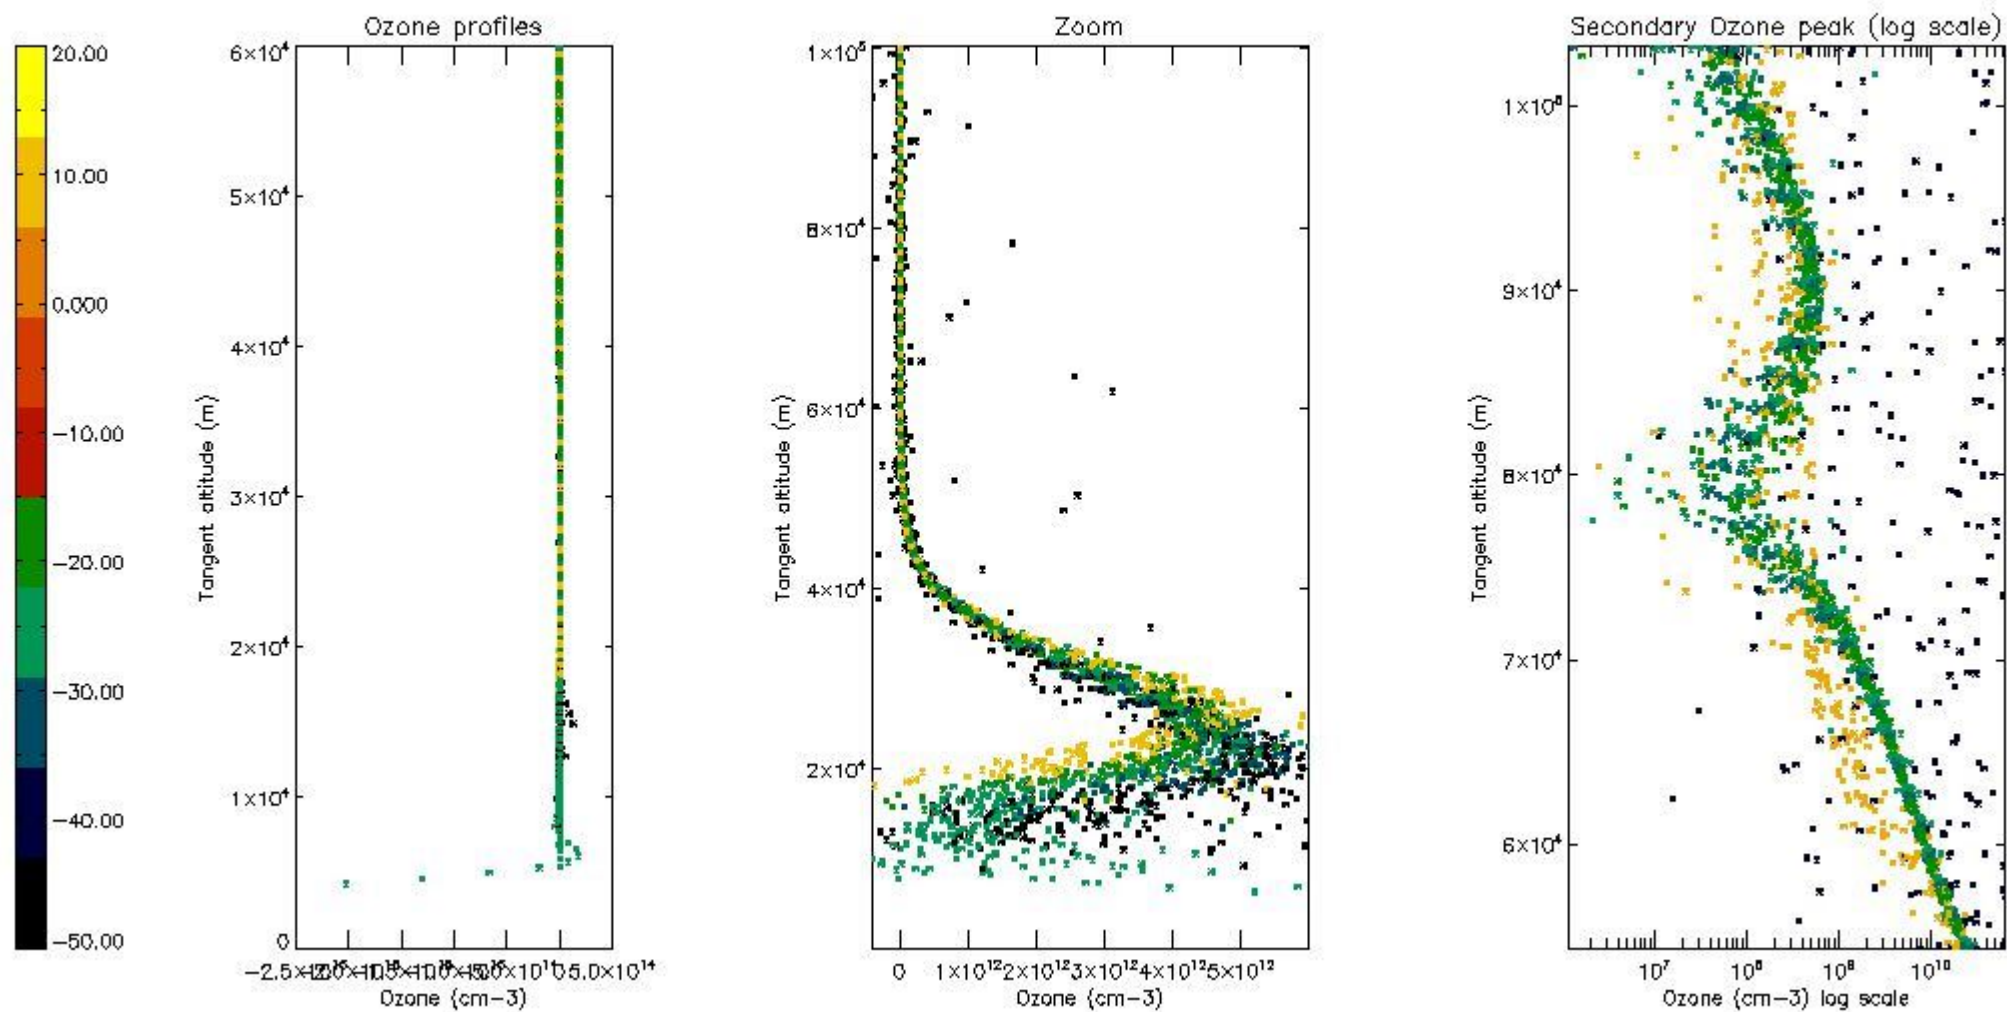 Ozone profiles
Zoom
Secondary Ozone peak (log scale)
20.00
10.00
0.000
−10.00
−20.00
−30.00
−40.00
−50.00
Tangent altitude (m)
6×10⁴
5×10⁴
4×10⁴
3×10⁴
2×10⁴
1×10⁴
0
5.0×10¹⁴
Ozone (cm−3)
Tangent altitude (m)
1×10⁵
8×10⁴
6×10⁴
4×10⁴
2×10⁴
0 1×10¹² 2×10¹² 3×10¹² 4×10¹² 5×10¹²
Ozone (cm−3)
Tangent altitude (m)
1×10⁵
9×10⁴
8×10⁴
7×10⁴
6×10⁴
10⁷ 10⁸ 10⁹ 10¹⁰
Ozone (cm−3) log scale